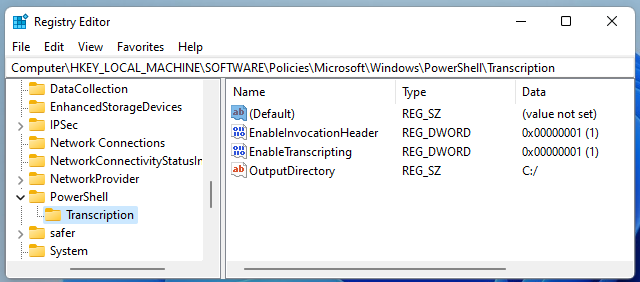 Registry Editor
File Edit View Favorites Help
Computer\HKEY_LOCAL_MACHINE\SOFTWARE\Policies\Microsoft\Windows\PowerShell\Transcription
DataCollection
EnhancedStorageDevices
IPSec
Network Connections
NetworkConnectivityStatusIn
NetworkProvider
PowerShell
Transcription
safer
System
Name Type Data
(Default) REG_SZ (value not set)
EnableInvocationHeader REG_DWORD 0x00000001 (1)
EnableTranscripting REG_DWORD 0x00000001 (1)
OutputDirectory REG_SZ C:/